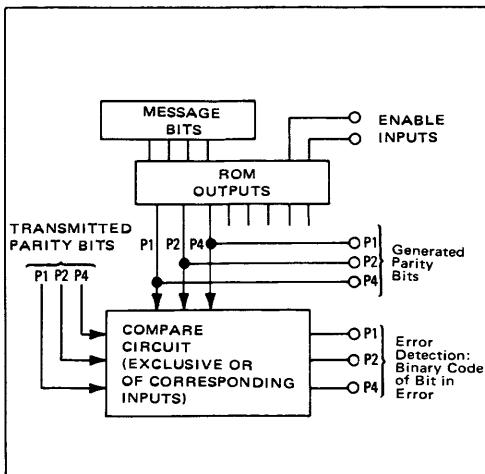 MESSAGE
BITS
ENABLE
INPUTS
ROM
OUTPUTS
TRANSMITTED
PARITY BITS
P1 P2 P4
P1 P2 P4
P1
P2
P4
Generated
Parity
Bits
COMPARE
CIRCUIT
(EXCLUSIVE OR
OF CORRESPONDING
INPUTS)
P1
P2
P4
Error
Detection:
Binary Code
of Bit in
Error